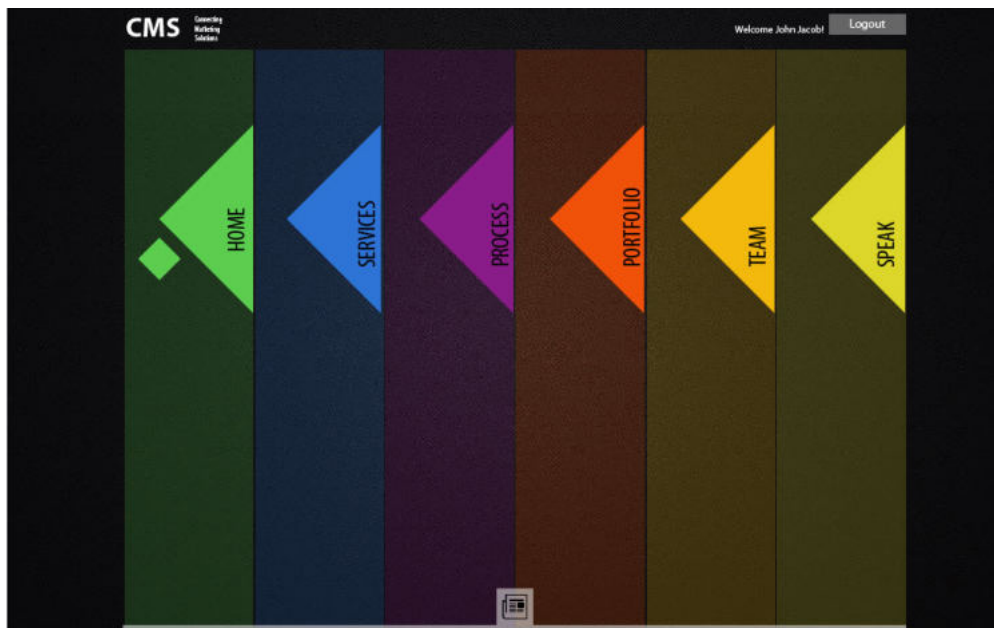 CMS
Connecting
Marketing
Solutions
Welcome John Jacob!
Logout
HOME
SERVICES
PROCESS
PORTFOLIO
TEAM
SPEAK